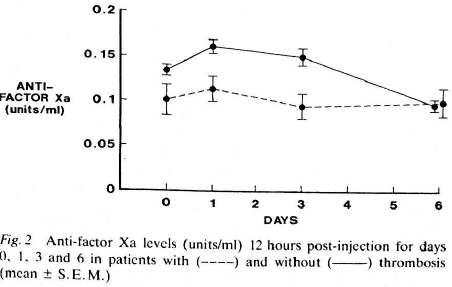 0.2
0.15
ANTI-
FACTOR Xa
(units/ml)
0.1
0.05
0
0 1 2 3 4 5 6
DAYS
Fig. 2 Anti-factor Xa levels (units/ml) 12 hours post-injection for days
0, 1, 3 and 6 in patients with (----) and without (——) thrombosis
(mean ± S.E.M.)